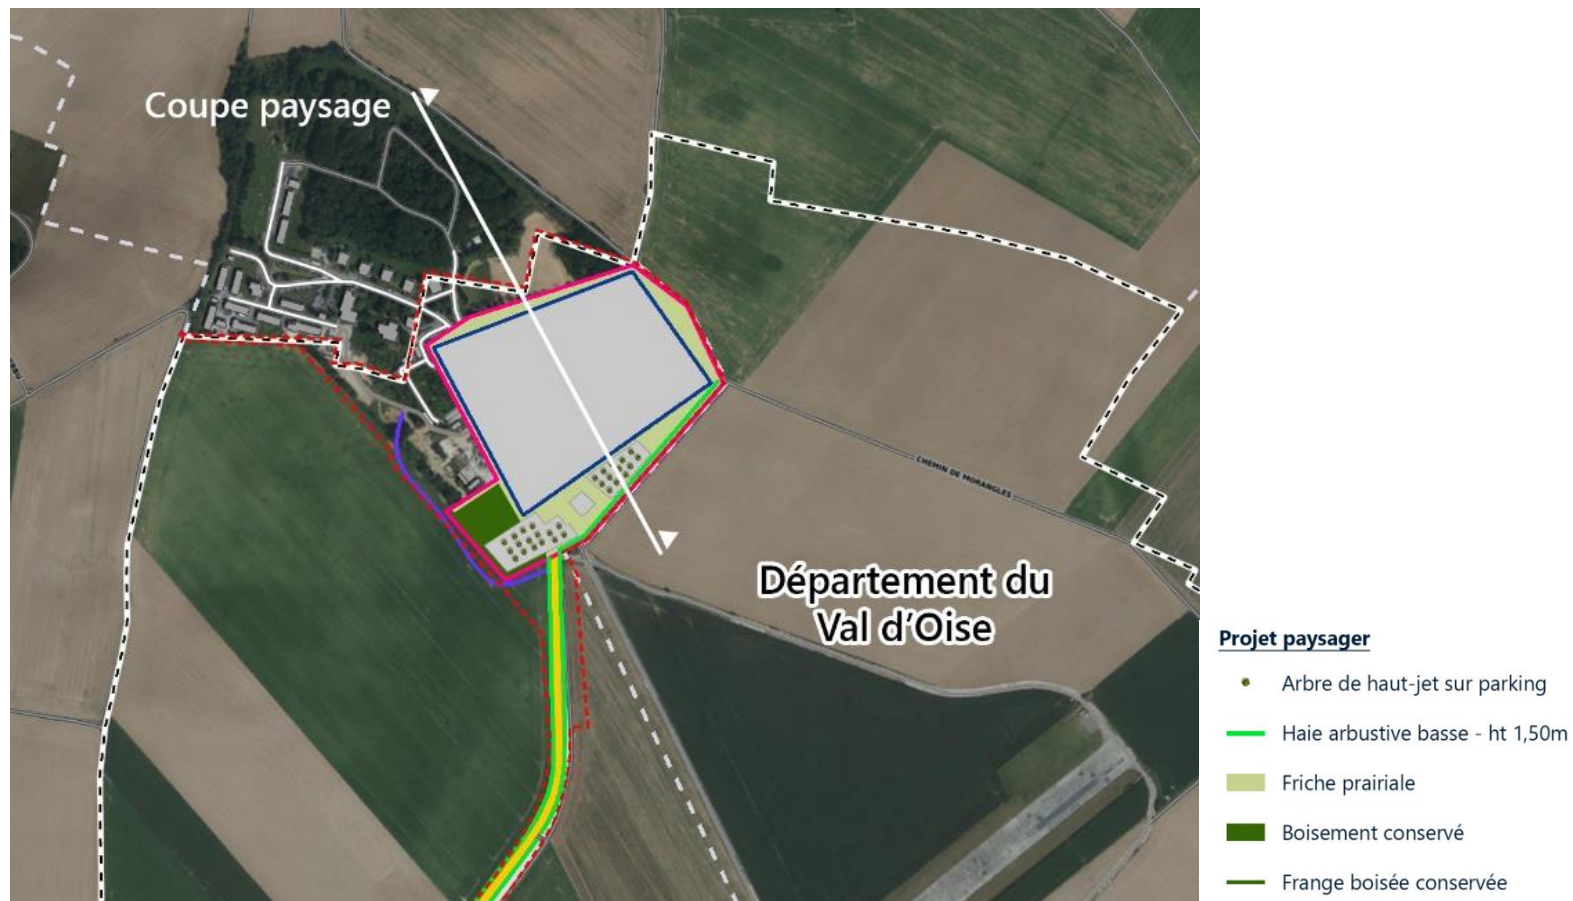 Coupe paysage
CHEMIN DE MORANGLES
Département du
Val d'Oise
Projet paysager
Arbre de haut-jet sur parking
Haie arbustive basse - ht 1,50m
Friche prairiale
Boisement conservé
Frange boisée conservée